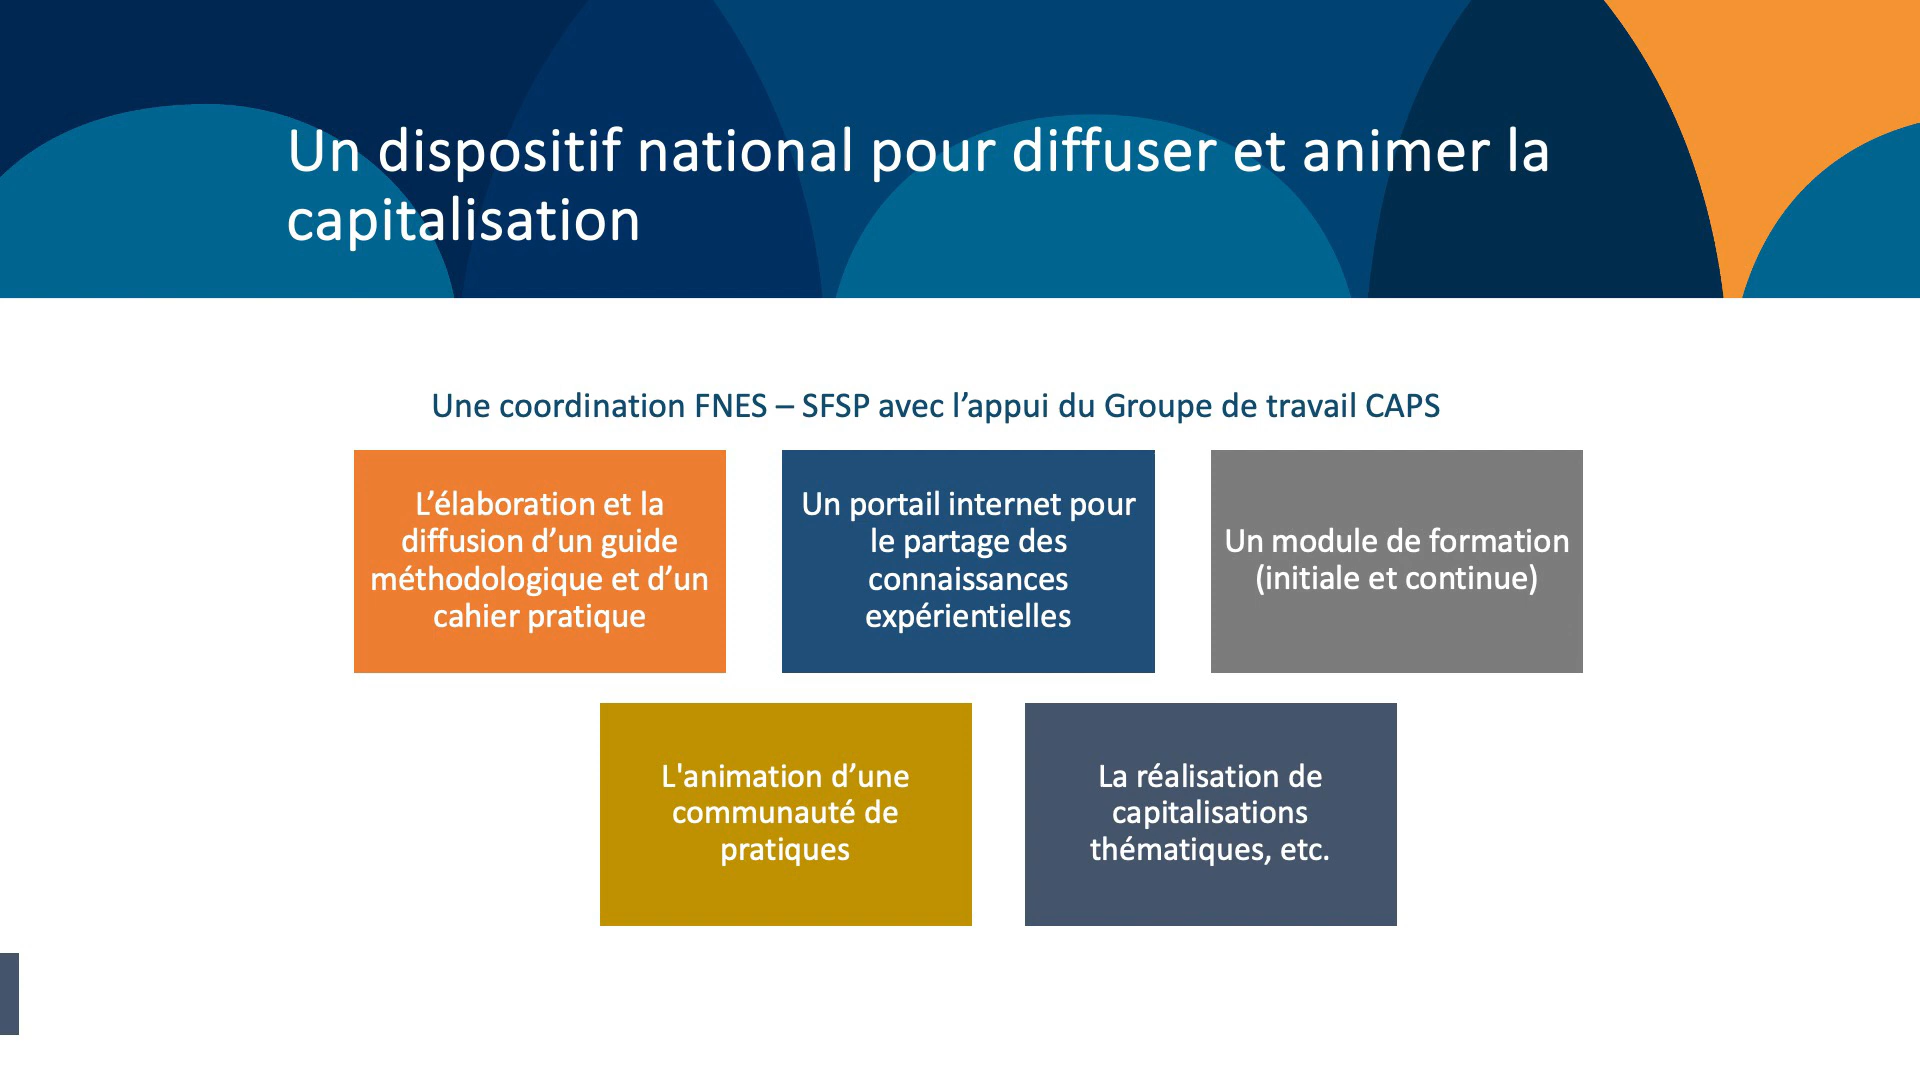 Un dispositif national pour diffuser et animer la
capitalisation
Une coordination FNES – SFSP avec l’appui du Groupe de travail CAPS
L’élaboration et la
diffusion d’un guide
méthodologique et d’un
cahier pratique
Un portail internet pour
le partage des
connaissances
expérientielles
Un module de formation
(initiale et continue)
L'animation d’une
communauté de
pratiques
La réalisation de
capitalisations
thématiques, etc.